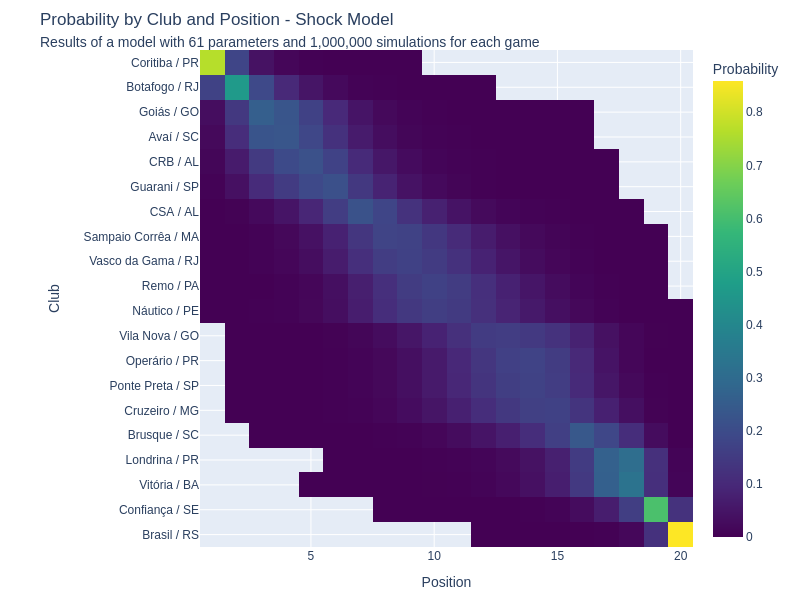 Probability by Club and Position - Shock Model
Results of a model with 61 parameters and 1,000,000 simulations for each game
Coritiba / PR
Botafogo / RJ
Goiás / GO
Avaí / SC
CRB / AL
Guarani / SP
CSA / AL
Sampaio Corrêa / MA
Vasco da Gama / RJ
Remo / PA
Náutico / PE
Vila Nova / GO
Operário / PR
Ponte Preta / SP
Cruzeiro / MG
Brusque / SC
Londrina / PR
Vitória / BA
Confiança / SE
Brasil / RS
Club
5
10
15
20
Position
Probability
0.8
0.7
0.6
0.5
0.4
0.3
0.2
0.1
0